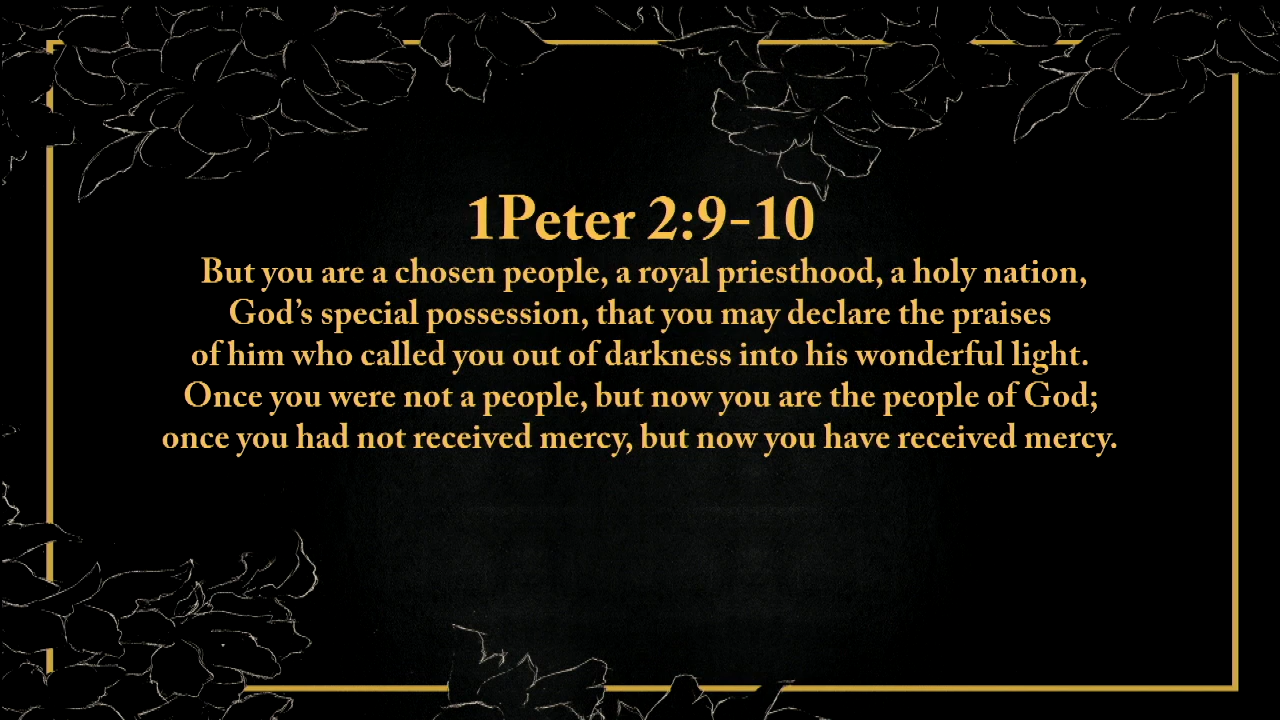 1Peter 2:9-10
But you are a chosen people, a royal priesthood, a holy nation,
God’s special possession, that you may declare the praises
of him who called you out of darkness into his wonderful light.
Once you were not a people, but now you are the people of God;
once you had not received mercy, but now you have received mercy.